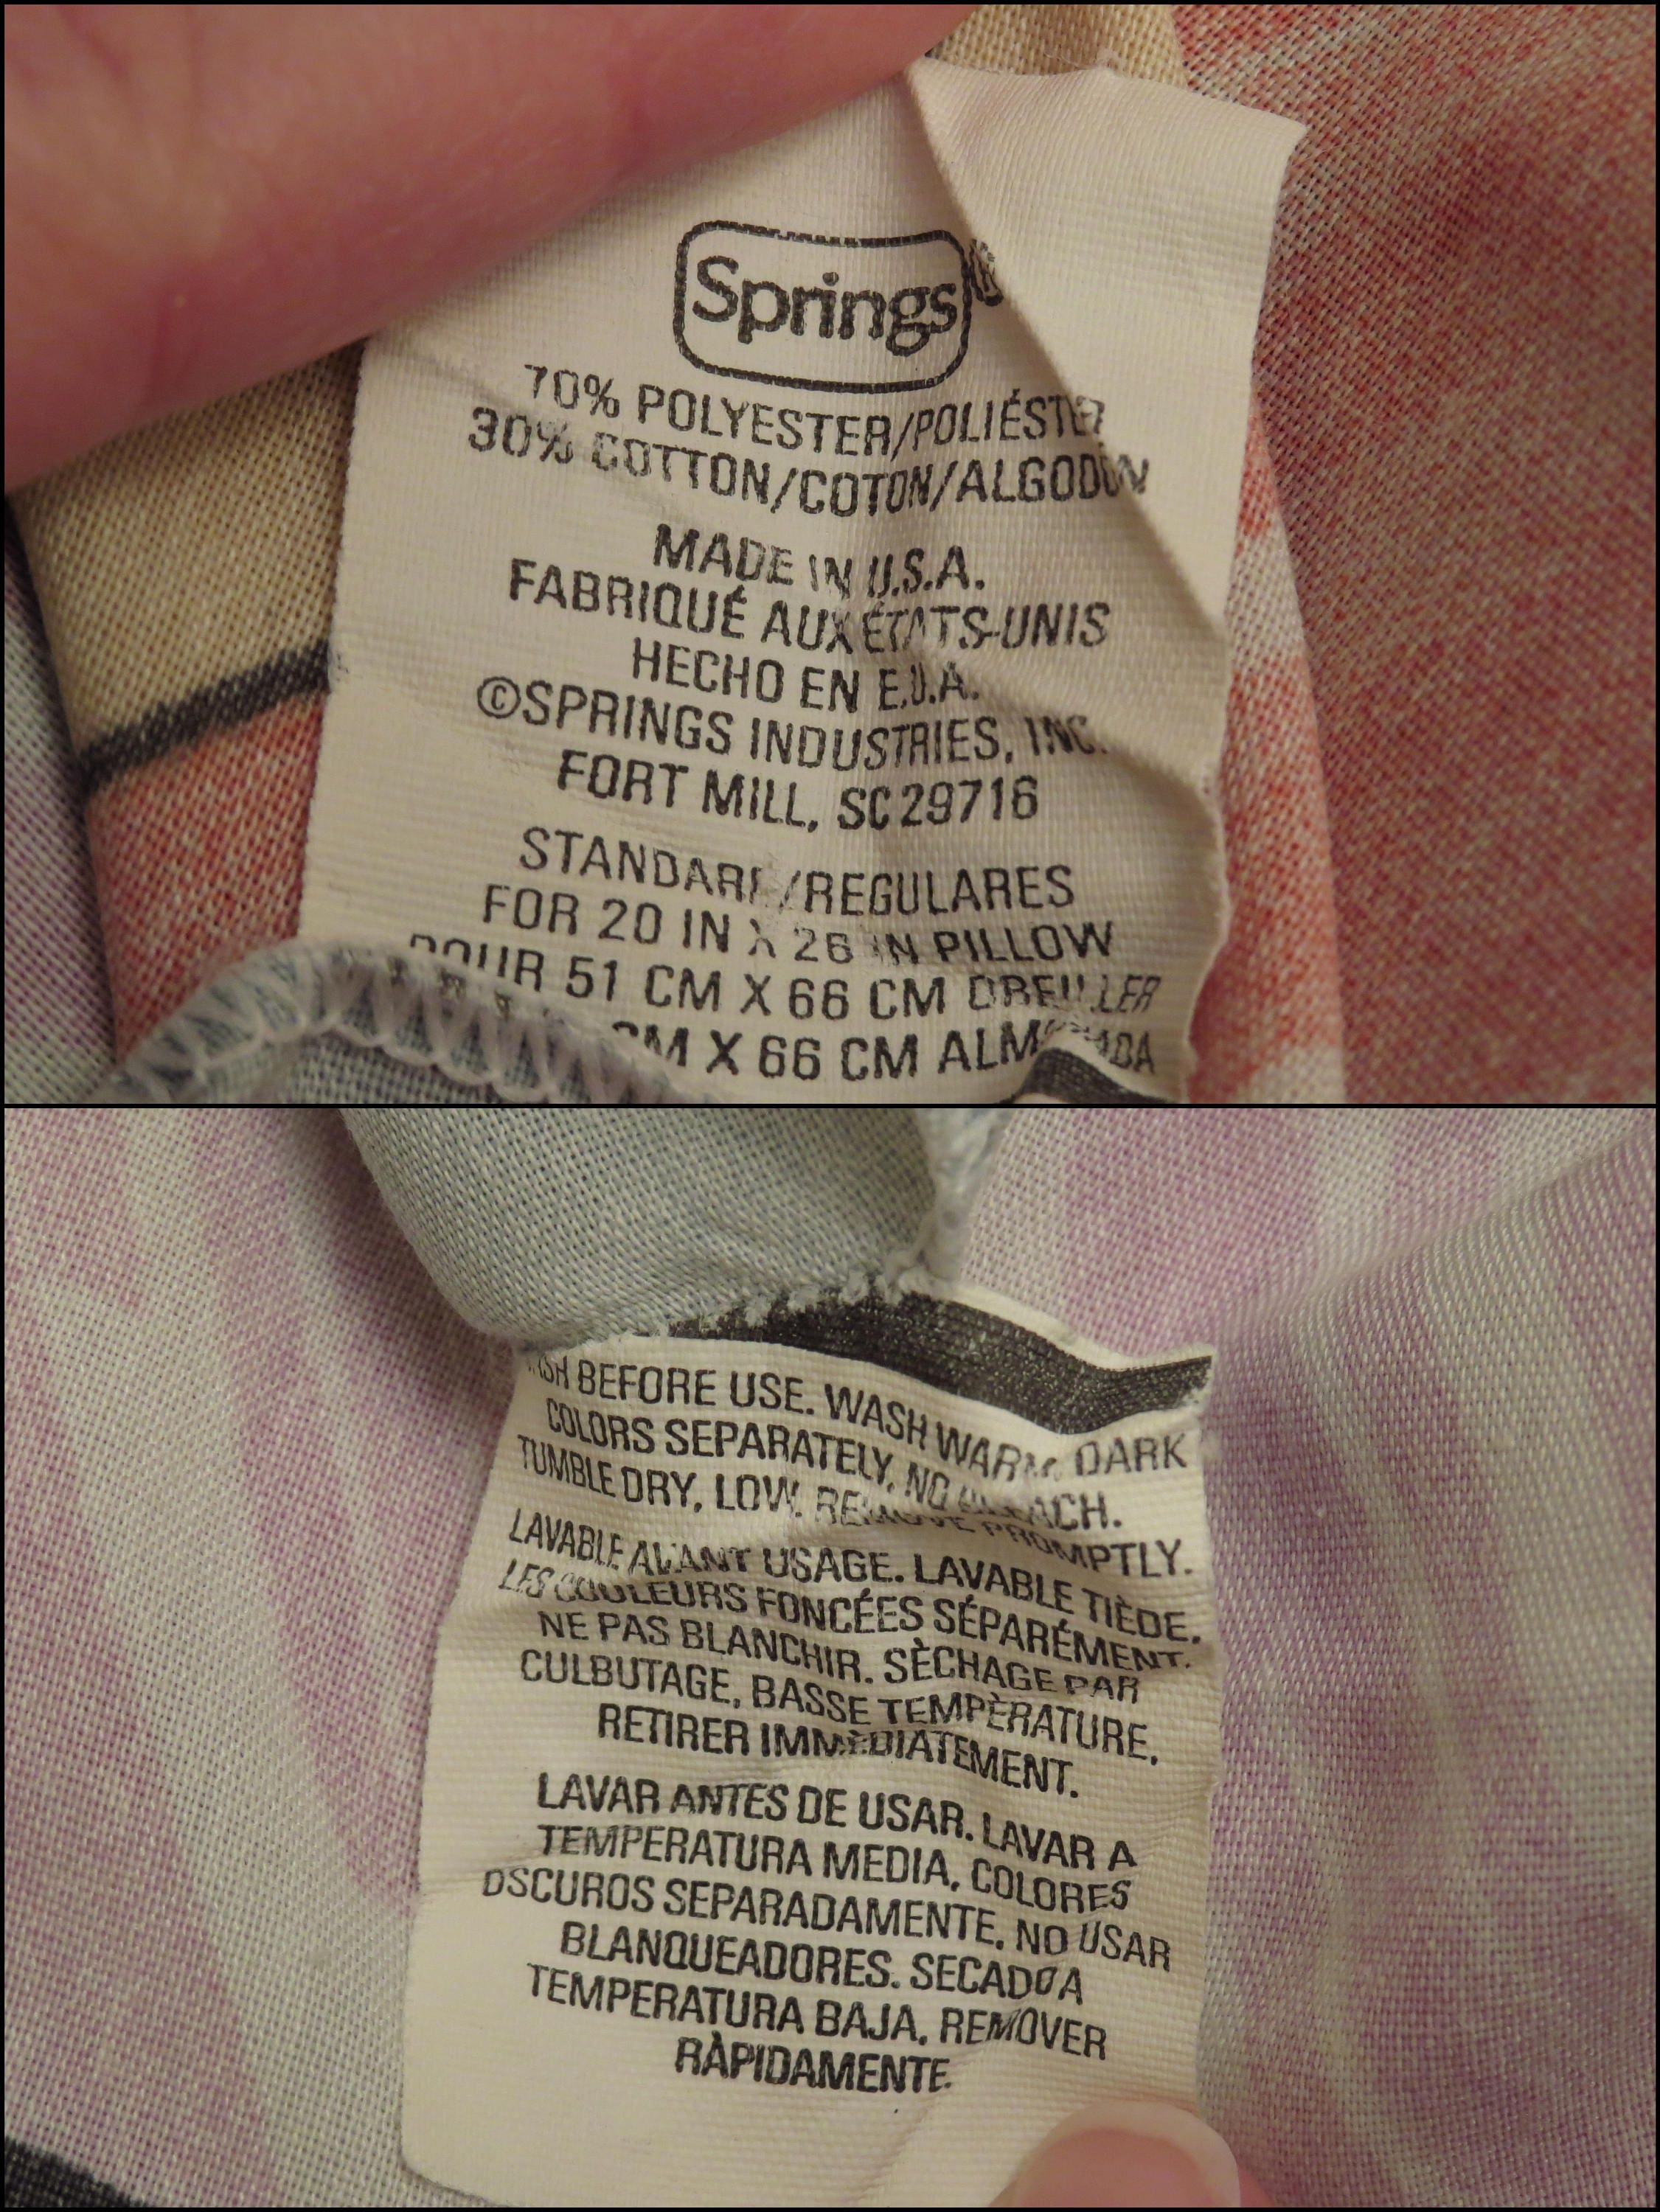 Springs
70% POLYESTER/POLIÉSTER
30% COTTON/COTON/ALGODÓN
MADE IN U.S.A.
FABRIQUÉ AUX ÉTATS-UNIS
HECHO EN E.U.A.
©SPRINGS INDUSTRIES, INC.
FORT MILL, SC 29716
/REGULARES
FOR 20 IN X 26 IN PILLOW
POUR 51 CM X 66 CM
CM X 66 CM
BEFORE USE. WASH WARM, DARK
COLORS SEPARATELY, NO BLEACH.
TUMBLE DRY, LOW. REMOVE PROMPTLY.
LAVABLE AVANT USAGE. LAVABLE TIÈDE.
LES COULEURS FONCÉES SÉPARÉMENT.
NE PAS BLANCHIR. SÈCHAGE PAR
CULBUTAGE, BASSE TEMPÈRATURE,
RETIRER IMMÉDIATEMENT.
LAVAR ANTES DE USAR. LAVAR A
TEMPERATURA MEDIA, COLORES
OSCUROS SEPARADAMENTE, NO USAR
BLANQUEADORES. SECADO A
TEMPERATURA BAJA, REMOVER
RÀPIDAMENTE.